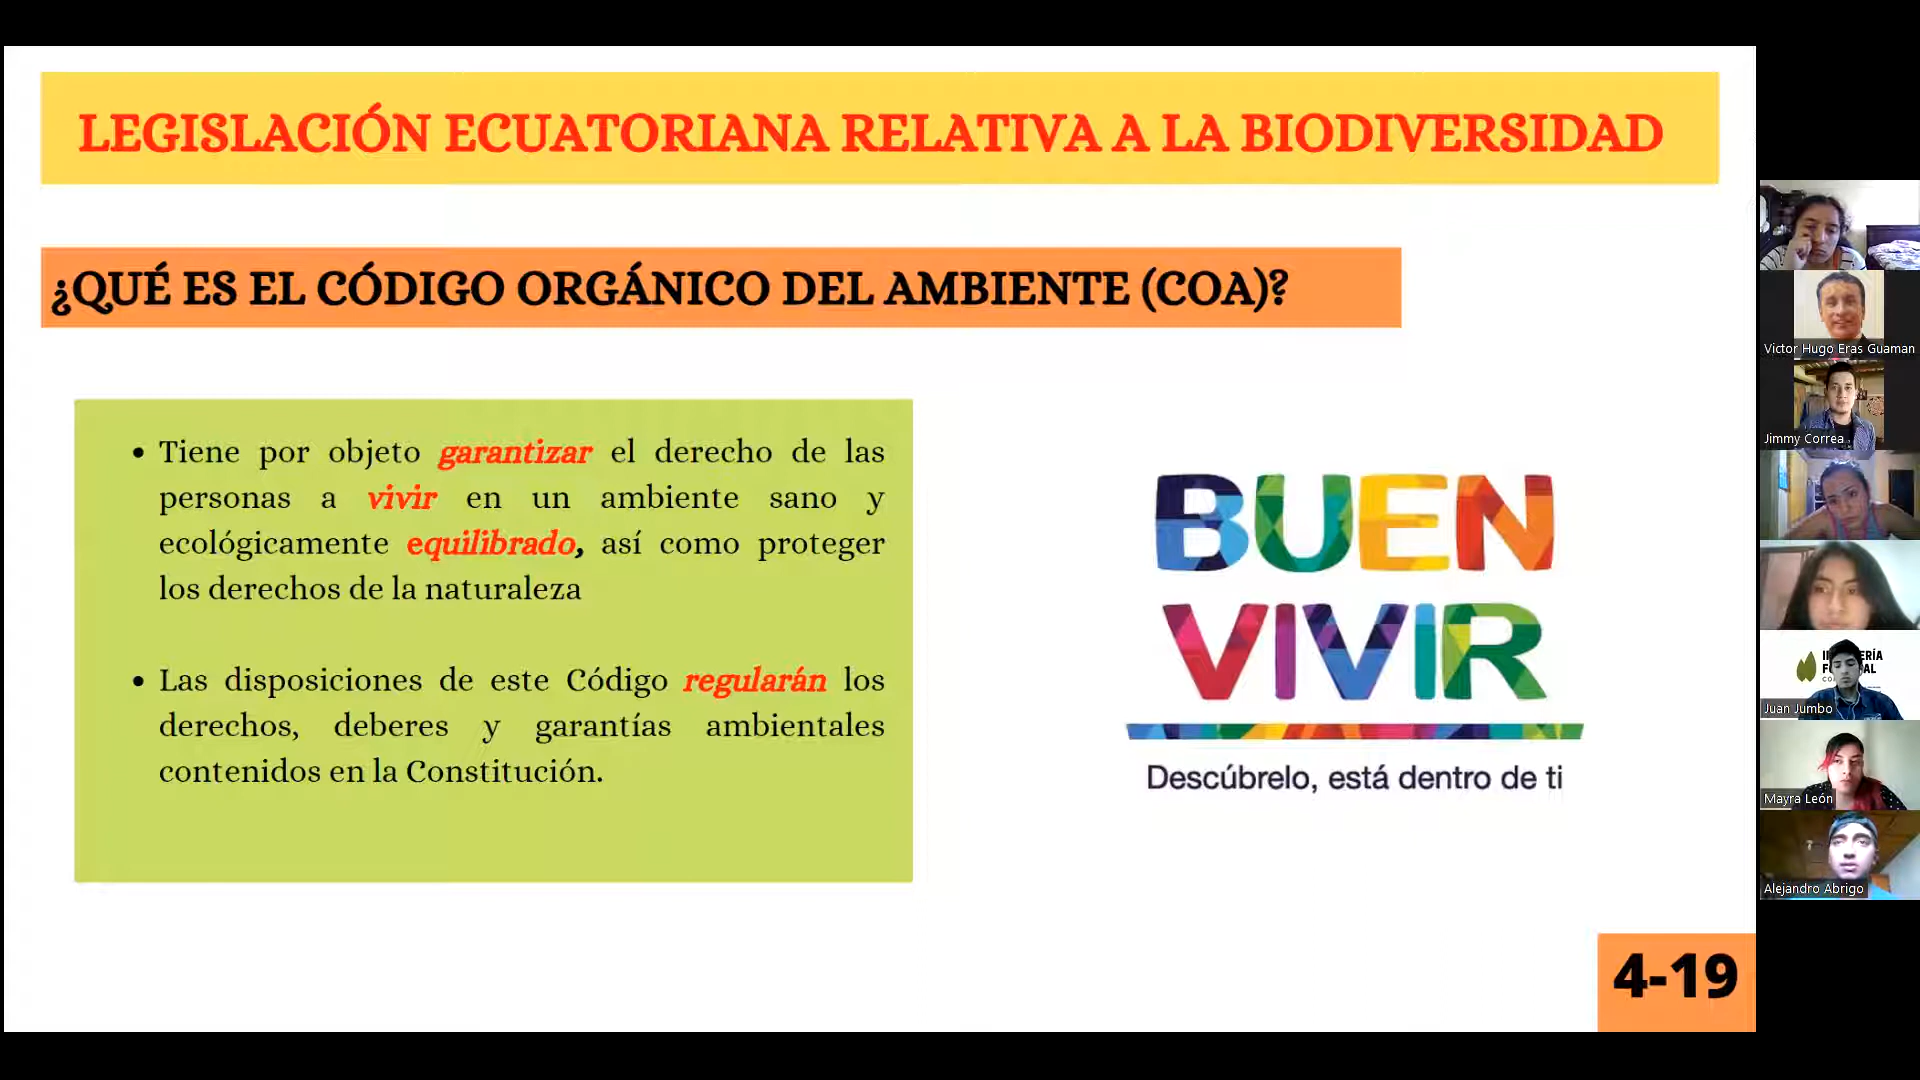 LEGISLACIÓN ECUATORIANA RELATIVA A LA BIODIVERSIDAD
¿QUÉ ES EL CÓDIGO ORGÁNICO DEL AMBIENTE (COA)?
• Tiene por objeto garantizar el derecho de las
personas a vivir en un ambiente sano y
ecológicamente equilibrado, así como proteger
los derechos de la naturaleza
• Las disposiciones de este Código regularán los
derechos, deberes y garantías ambientales
contenidos en la Constitución.
BUEN
VIVIR
Descúbrelo, está dentro de ti
4-19
Victor Hugo Eras Guaman
Jimmy Correa
Juan Jumbo
Mayra León
Alejandro Abrigo